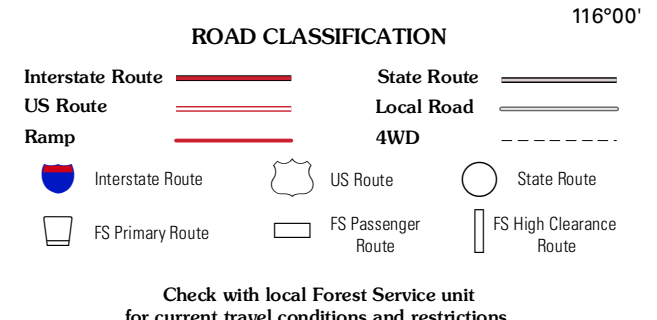 116°00'
ROAD CLASSIFICATION
Interstate Route
State Route
US Route
Local Road
Ramp
4WD
Interstate Route
US Route
State Route
FS Primary Route
FS Passenger
Route
FS High Clearance
Route
Check with local Forest Service unit
for current travel conditions and restrictions